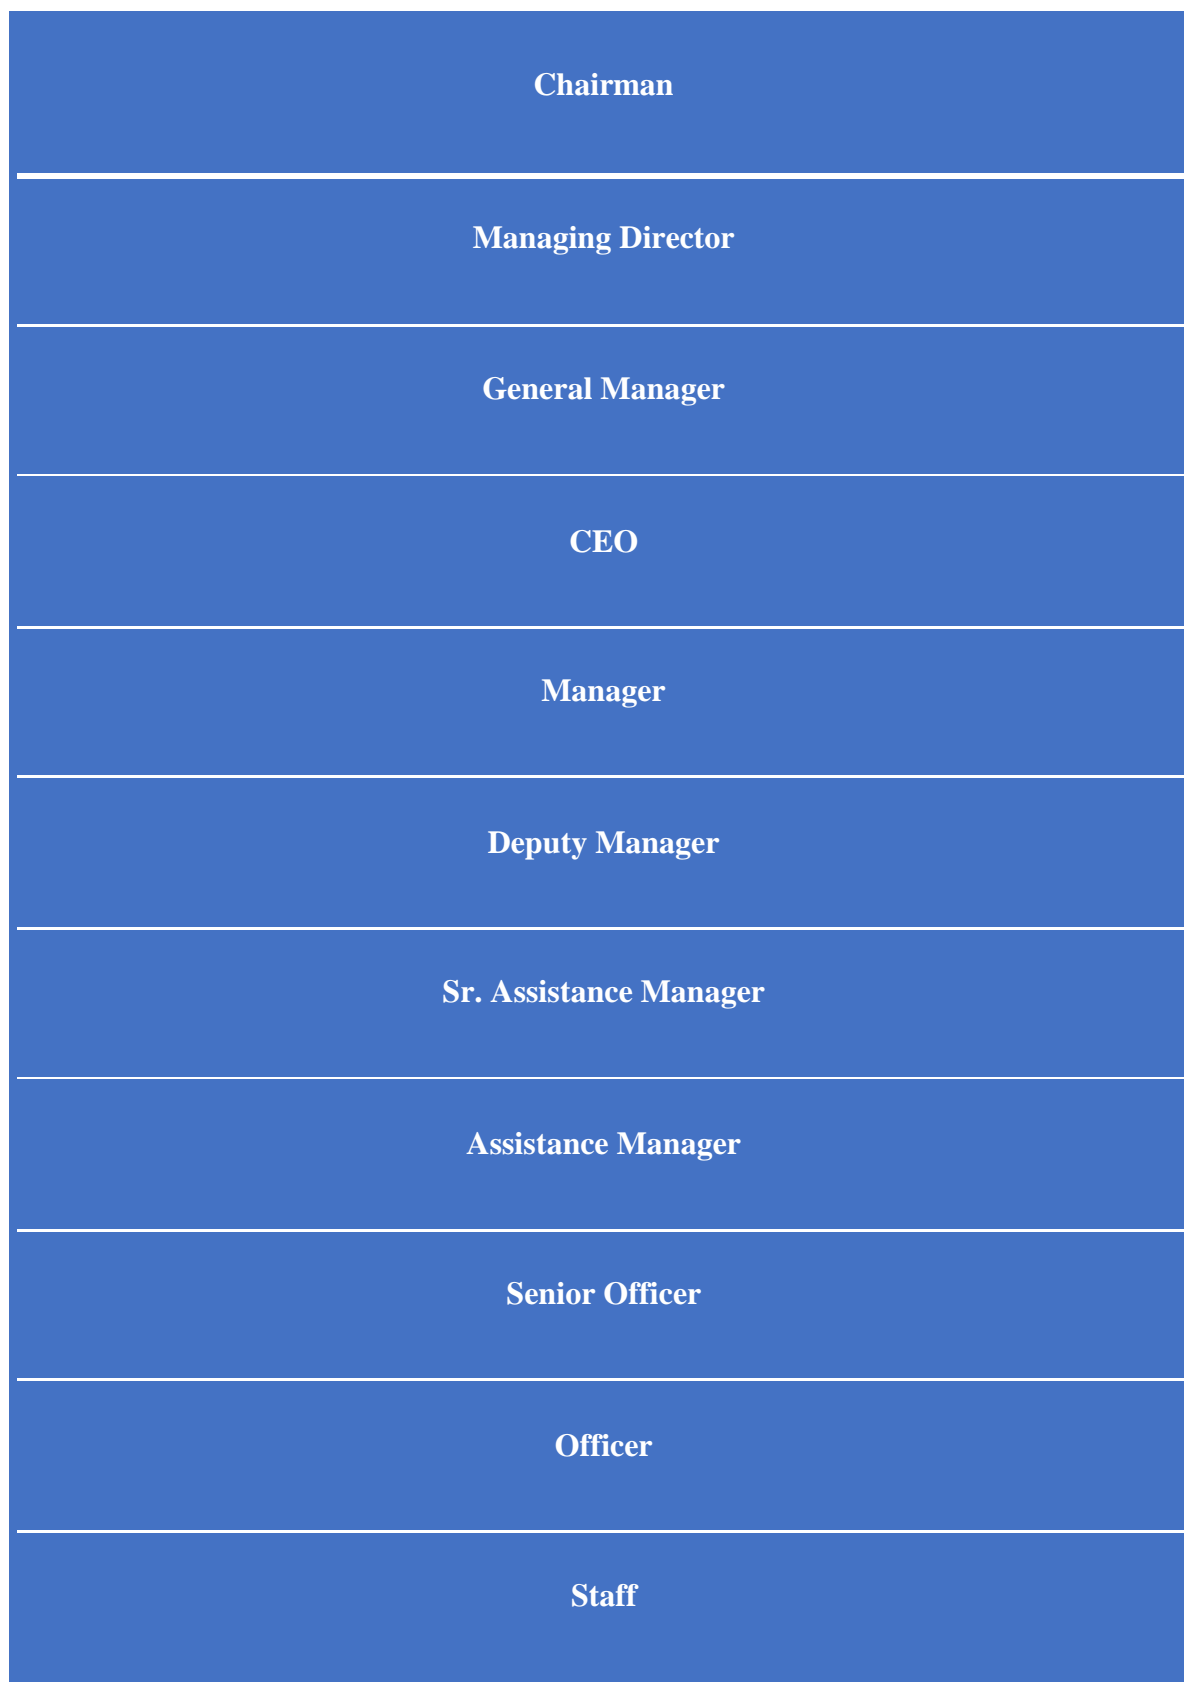 Chairman
Managing Director
General Manager
CEO
Manager
Deputy Manager
Sr. Assistance Manager
Assistance Manager
Senior Officer
Officer
Staff